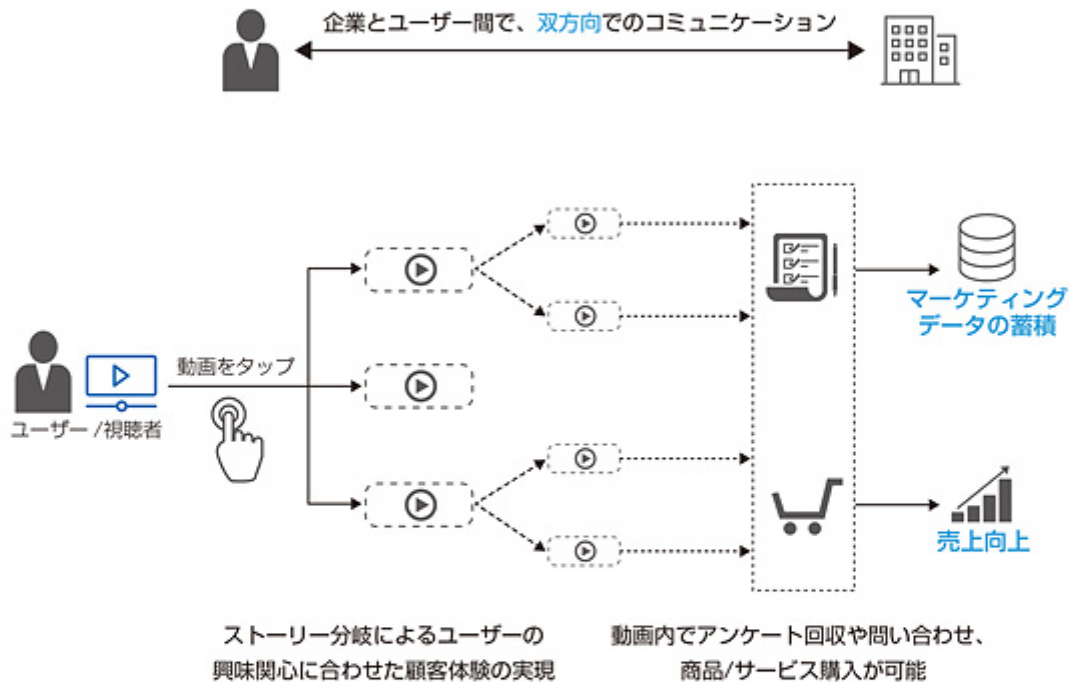 企業とユーザー間で、双方向でのコミュニケーション
動画をタップ
ユーザー/視聴者
マーケティング
データの蓄積
売上向上
ストーリー分岐によるユーザーの
興味関心に合わせた顧客体験の実現
動画内でアンケート回収や問い合わせ、
商品/サービス購入が可能